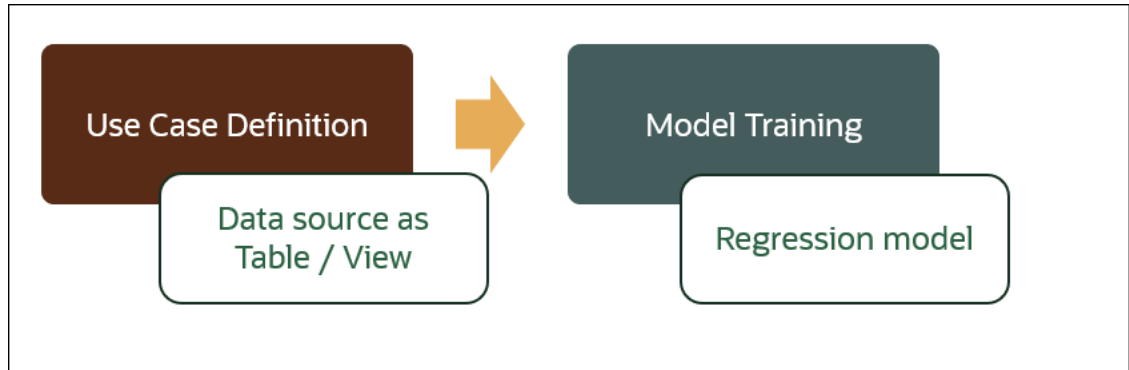 Use Case Definition
Data source as
Table / View
Model Training
Regression model